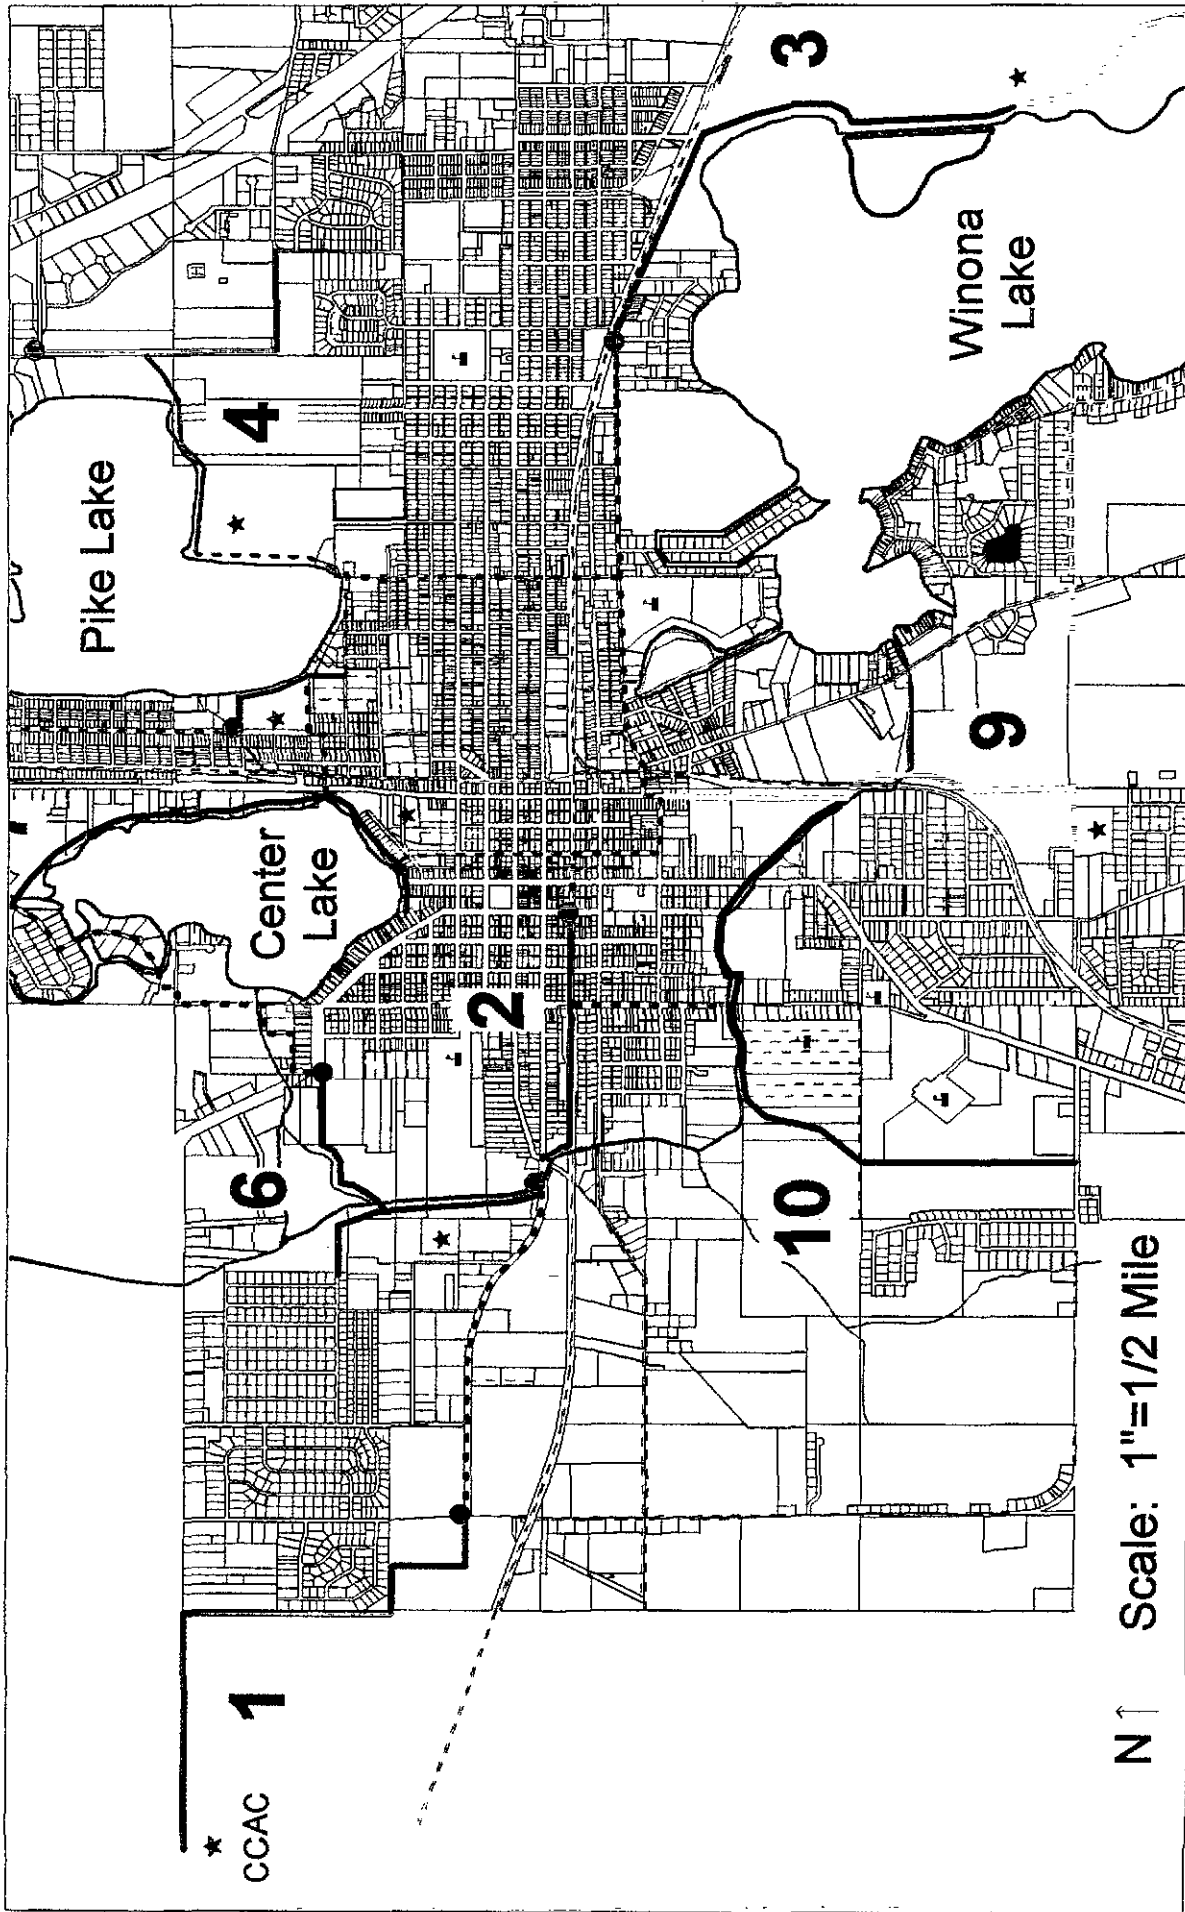 Pike Lake
4
3
Winona
Lake
Center
Lake
2
6
9
10
1
CCAC
N ↑ Scale: 1"=1/2 Mile